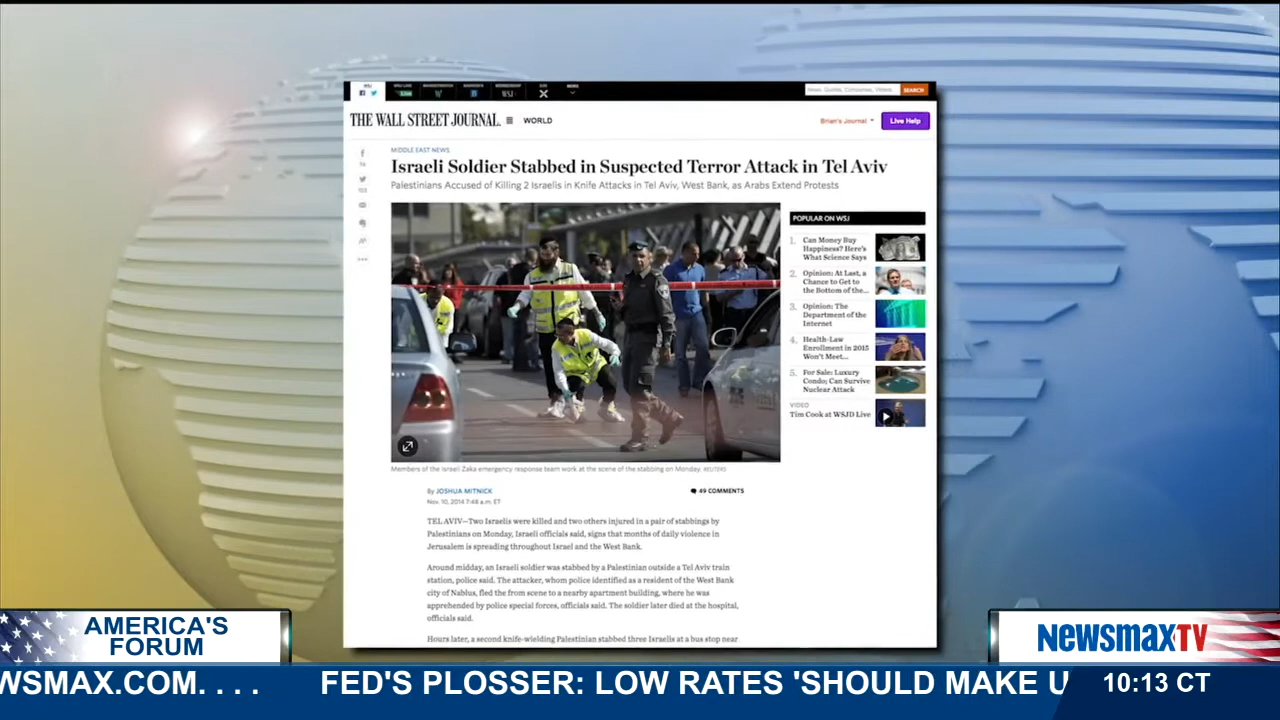 WSJ
WSJ LIVE
MARKETWATCH
BARRON'S
MORE
Live
W
B
WSJ
SEARCH
THE WALL STREET JOURNAL.
WORLD
Brian's Journal
Live Help
MIDDLE EAST NEWS
Israeli Soldier Stabbed in Suspected Terror Attack in Tel Aviv
Palestinians Accused of Killing 2 Israelis in Knife Attacks in Tel Aviv, West Bank, as Arabs Extend Protests
103
POPULAR ON WSJ
1. Can Money Buy
Happiness? Here's
What Science Says
2. Opinion: At Last, a
Chance to Get to
the Bottom of the...
3. Opinion: The
Department of the
Internet
4. Health-Law
Enrollment in 2015
Won't Meet...
5. For Sale: Luxury
Condo; Can Survive
Nuclear Attack
VIDEO
Tim Cook at WSJD Live
Members of the Israeli Zaka emergency response team work at the scene of the stabbing on Monday. REUTERS
By JOSHUA MITNICK
49 COMMENTS
Nov. 10, 2014 7:48 a.m. ET
TEL AVIV—Two Israelis were killed and two others injured in a pair of stabbings by
Palestinians on Monday, Israeli officials said, signs that months of daily violence in
Jerusalem is spreading throughout Israel and the West Bank.
Around midday, an Israeli soldier was stabbed by a Palestinian outside a Tel Aviv train
station, police said. The attacker, whom police identified as a resident of the West Bank
city of Nablus, fled the from scene to a nearby apartment building, where he was
apprehended by police special forces, officials said. The soldier later died at the hospital,
officials said.
Hours later, a second knife-wielding Palestinian stabbed three Israelis at a bus stop near
AMERICA'S
FORUM
NEWSMAXTV
WSMAX.COM. . . . FED'S PLOSSER: LOW RATES 'SHOULD MAKE U
10:13 CT